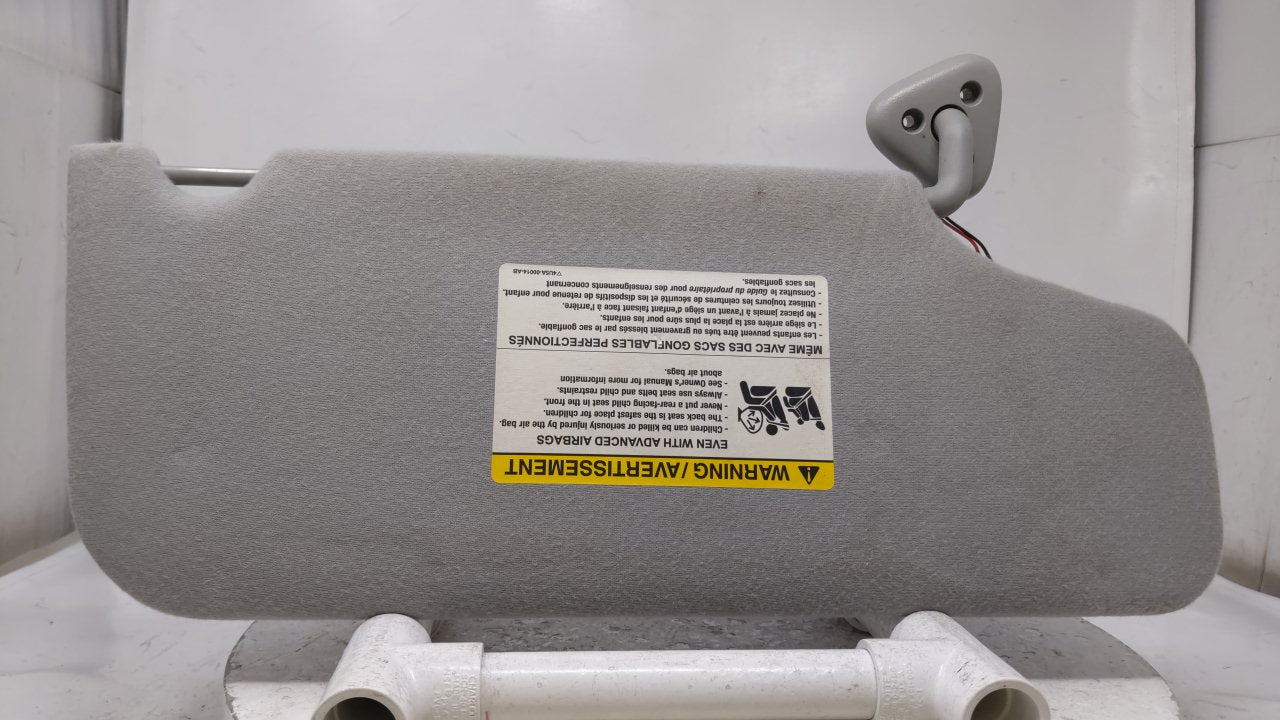 WARNING / AVERTISSEMENT
EVEN WITH ADVANCED AIRBAGS
- Children can be killed or seriously injured by the air bag.
- The back seat is the safest place for children.
- Never put a rear-facing child seat in the front.
- Always use seat belts and child restraints.
- See Owner's Manual for more information
about air bags.
MÊME AVEC DES SACS GONFLABLES PERFECTIONNÉS
- Les enfants peuvent être tués ou gravement blessés par le sac gonflable.
- Le siège arrière est la place la plus sûre pour les enfants.
- Ne placez jamais à l'avant un siège d'enfant faisant face à l'arrière.
- Utilisez toujours les ceintures de sécurité et les dispositifs de retenue pour enfant.
- Consultez le Guide du propriétaire pour des renseignements concernant
les sacs gonflables.